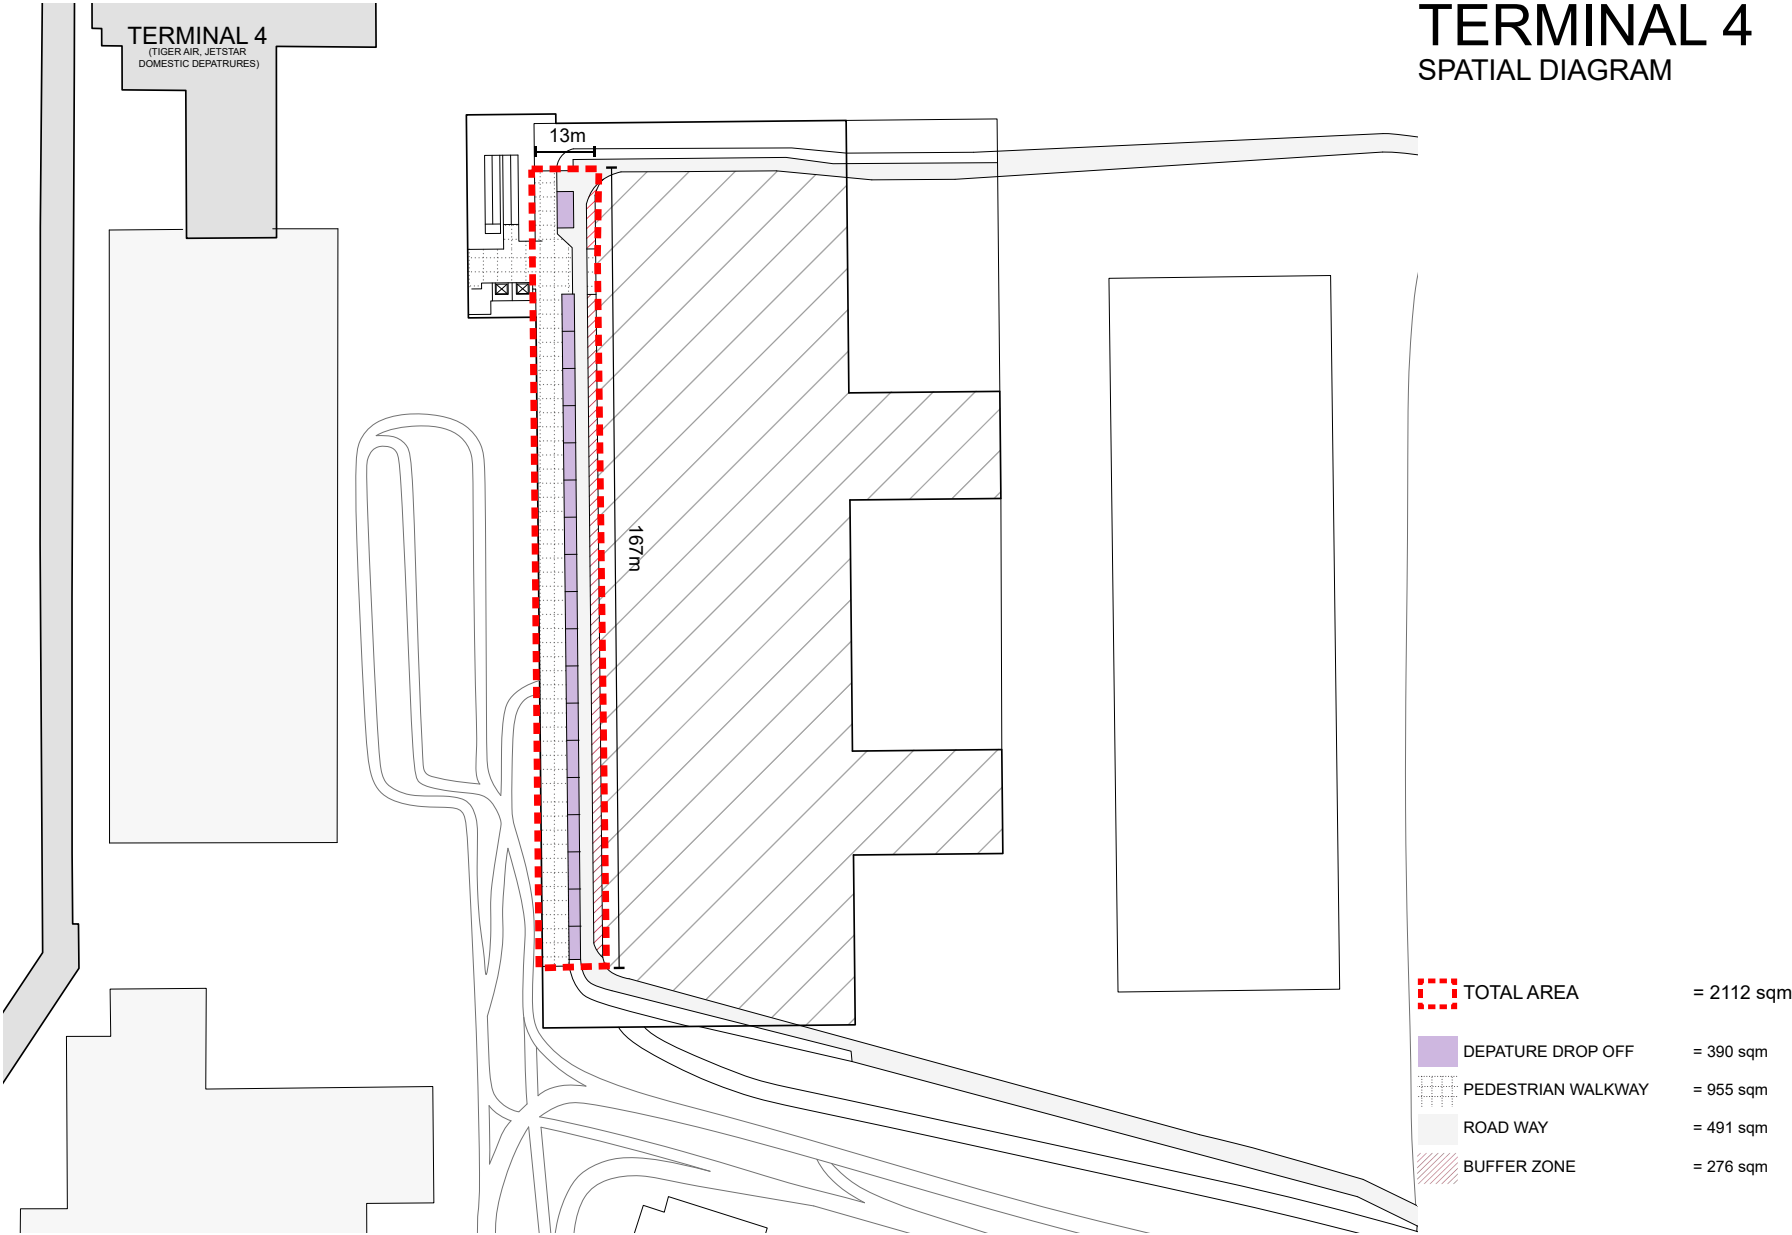 TERMINAL 4
SPATIAL DIAGRAM
TERMINAL 4
(TIGER AIR, JETSTAR
DOMESTIC DEPATRURES)
13m
167m
TOTAL AREA = 2112 sqm
DEPATURE DROP OFF = 390 sqm
PEDESTRIAN WALKWAY = 955 sqm
ROAD WAY = 491 sqm
BUFFER ZONE = 276 sqm